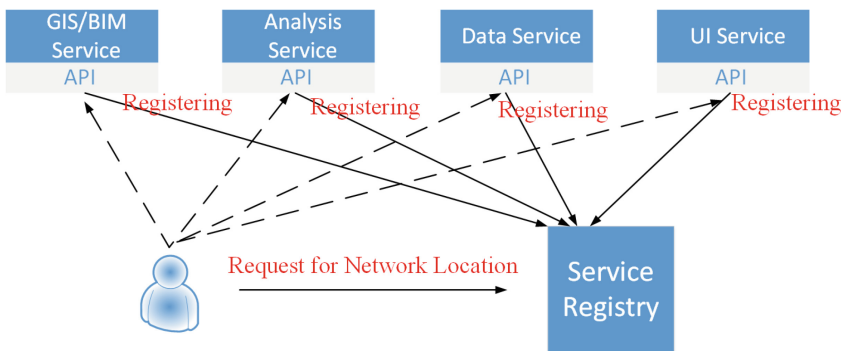 GIS/BIM
Service
API
Analysis
Service
API
Data Service
API
UI Service
API
Registering
Registering
Registering
Registering
Request for Network Location
Service
Registry